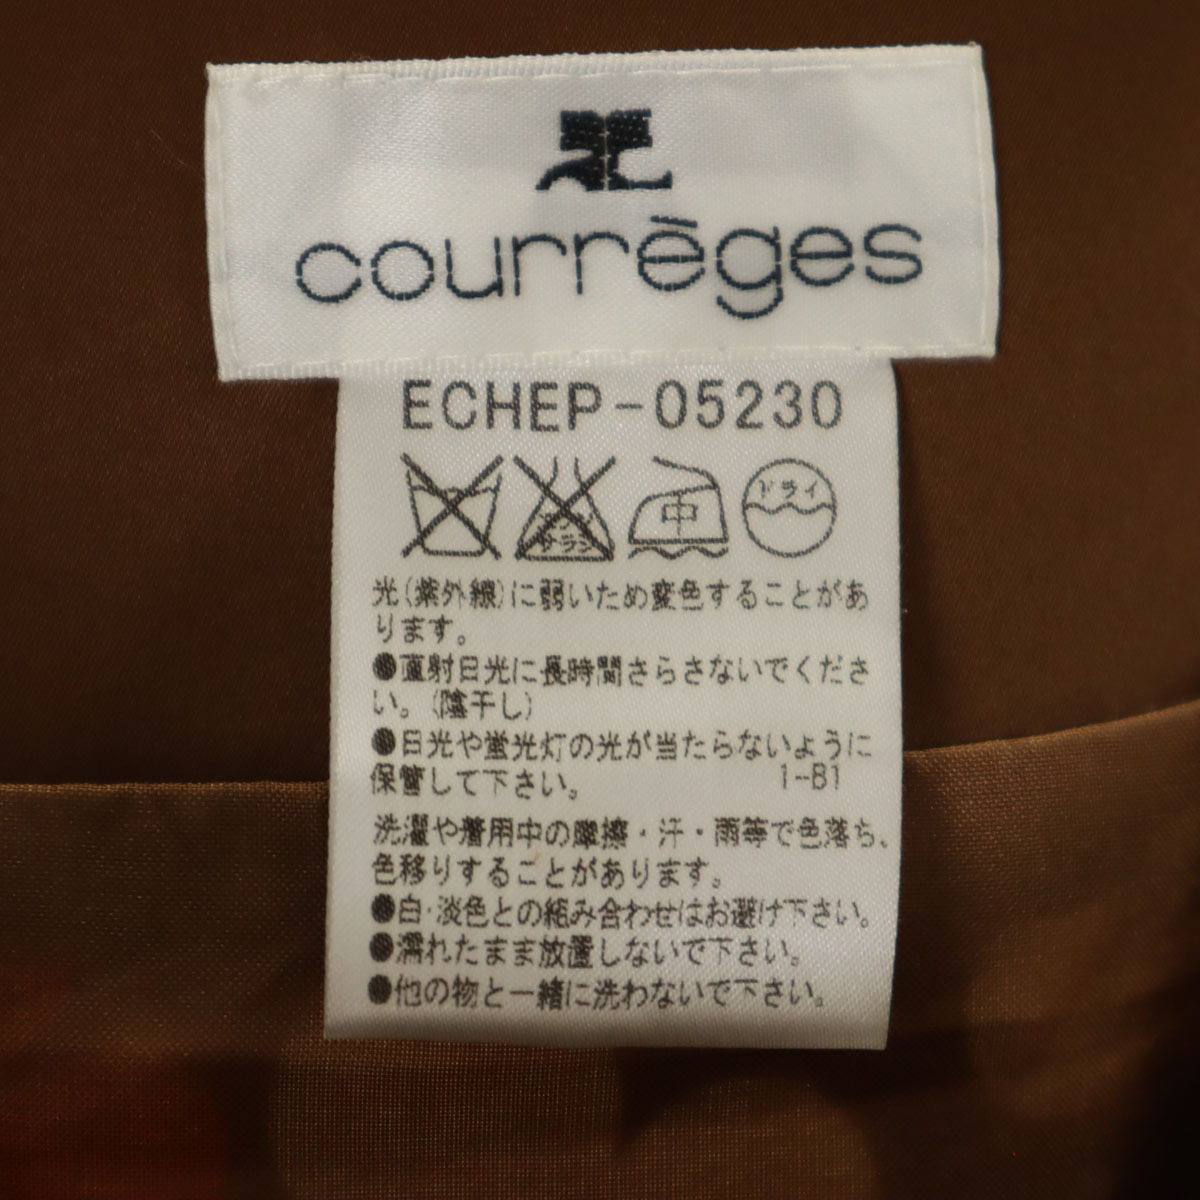 courrèges
ECHEP-05230
エンソ
サラシ
中
ドライ
光(紫外線)に弱いため変色することがあ
ります。
●直射日光に長時間さらさないでくださ
い。(陰干し)
●日光や蛍光灯の光が当たらないように
保管して下さい。 1-B1
洗濯や着用中の摩擦・汗・雨等で色落ち、
色移りすることがあります。
●白・淡色との組み合わせはお避け下さい。
●濡れたまま放置しないで下さい。
●他の物と一緒に洗わないで下さい。